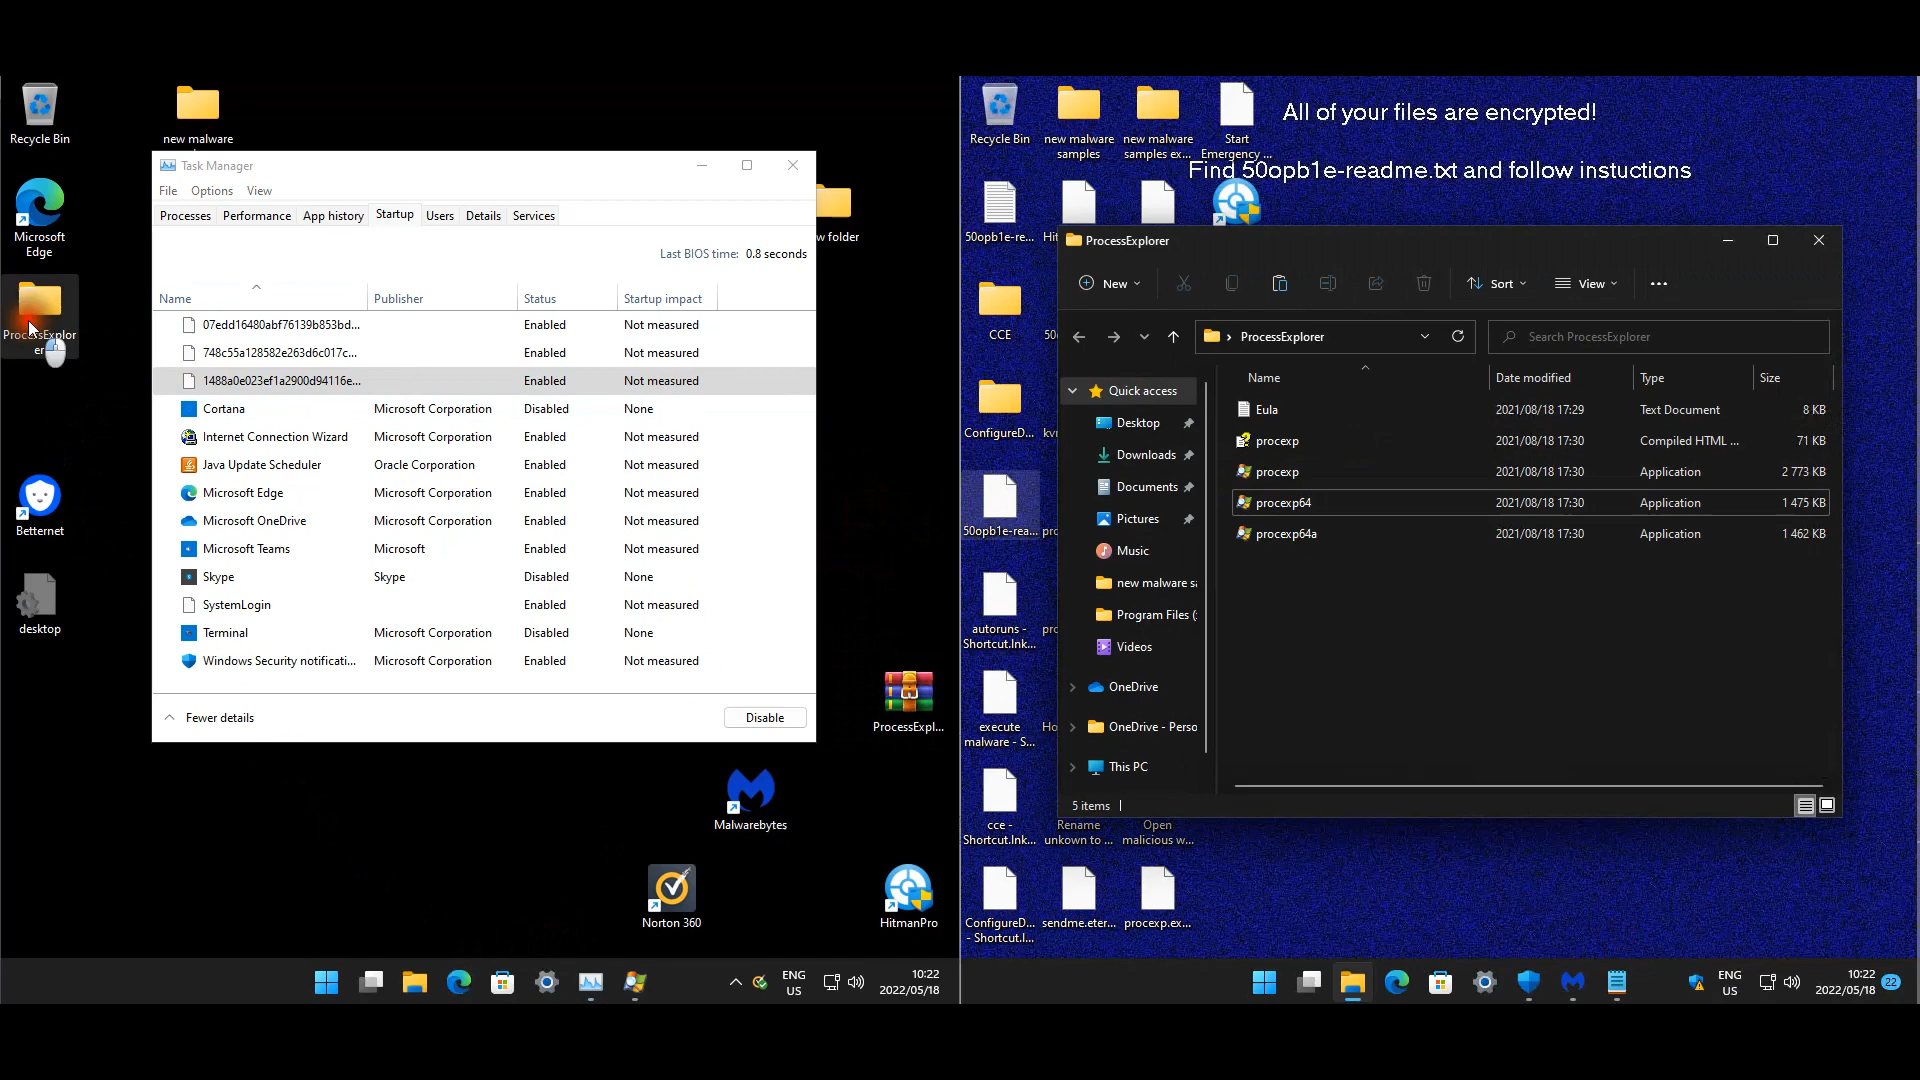 Recycle Bin
new malware
Microsoft
Edge
ProcessExplor
er
Betternet
desktop
Task Manager
File Options View
Processes Performance App history Startup Users Details Services
Last BIOS time: 0.8 seconds
Name Publisher Status Startup impact
07edd16480abf76139b853bd... Enabled Not measured
748c55a128582e263d6c017c... Enabled Not measured
1488a0e023ef1a2900d94116e... Enabled Not measured
Cortana Microsoft Corporation Disabled None
Internet Connection Wizard Microsoft Corporation Enabled Not measured
Java Update Scheduler Oracle Corporation Enabled Not measured
Microsoft Edge Microsoft Corporation Enabled Not measured
Microsoft OneDrive Microsoft Corporation Enabled Not measured
Microsoft Teams Microsoft Enabled Not measured
Skype Skype Disabled None
SystemLogin Enabled Not measured
Terminal Microsoft Corporation Disabled None
Windows Security notificati... Microsoft Corporation Enabled Not measured
Fewer details Disable
w folder
ProcessExpl...
Malwarebytes
Norton 360
HitmanPro
ENG
US
10:22
2022/05/18
All of your files are encrypted!
Find 50opb1e-readme.txt and follow instuctions
Recycle Bin
new malware
samples
new malware
samples ex...
Start
Emergency ...
50opb1e-re...
Hit
CCE
50
ConfigureD...
kvr
50opb1e-rea...
pro
autoruns -
Shortcut.lnk...
pro
execute
malware - S...
Ho
cce -
Shortcut.lnk...
Rename
unkown to ...
Open
malicious w...
ConfigureD...
- Shortcut.l...
sendme.eter...
procexp.ex...
ProcessExplorer
New Sort View
ProcessExplorer
Search ProcessExplorer
Quick access
Desktop
Downloads
Documents
Pictures
Music
new malware sa
Program Files (
Videos
OneDrive
OneDrive - Perso
This PC
Name Date modified Type Size
Eula 2021/08/18 17:29 Text Document 8 KB
procexp 2021/08/18 17:30 Compiled HTML ... 71 KB
procexp 2021/08/18 17:30 Application 2 773 KB
procexp64 2021/08/18 17:30 Application 1 475 KB
procexp64a 2021/08/18 17:30 Application 1 462 KB
5 items
ENG
US
10:22
2022/05/18
22